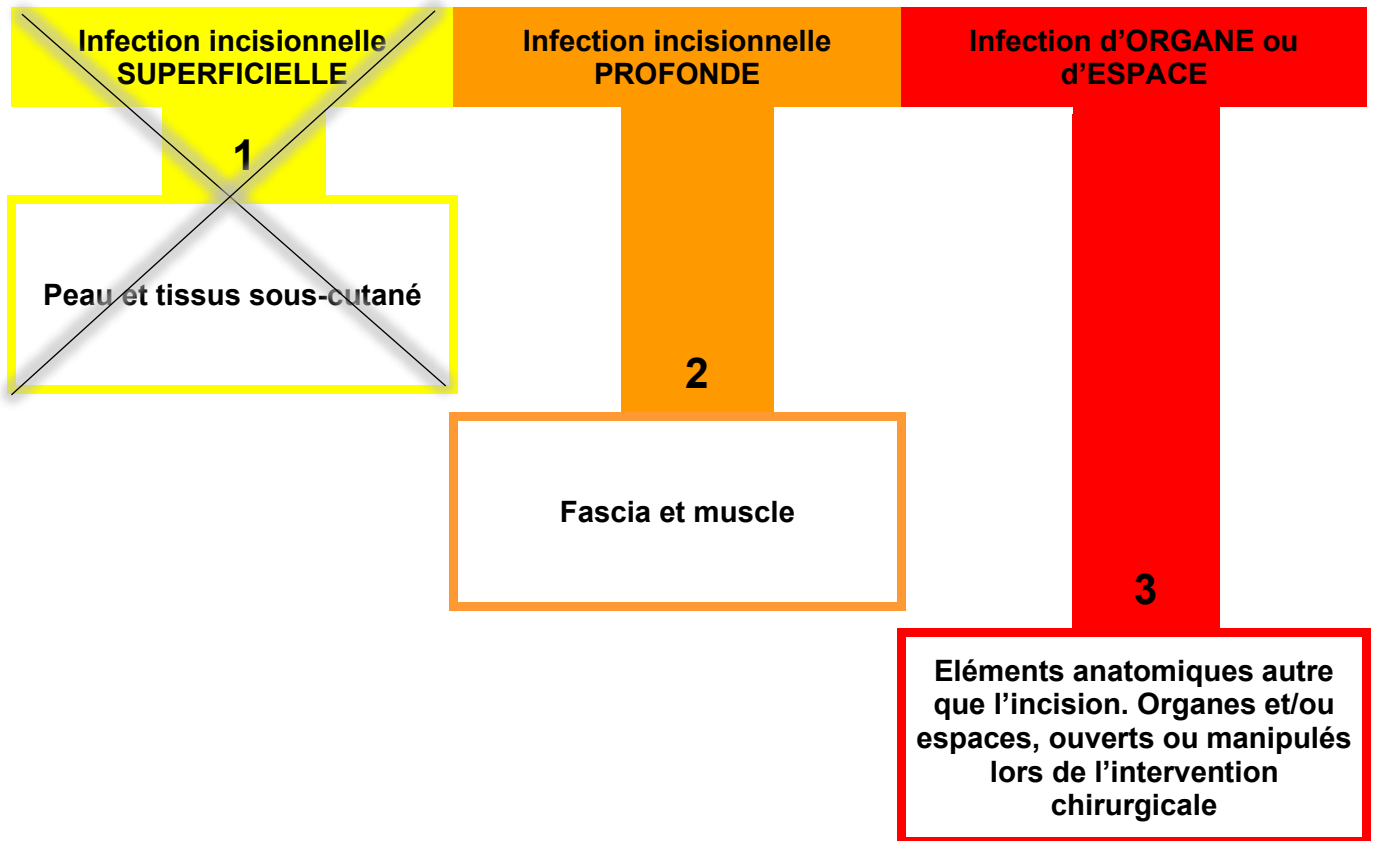 Infection incisionnelle
SUPERFICIELLE
1
Peau et tissus sous-cutané
Infection incisionnelle
PROFONDE
2
Fascia et muscle
Infection d’ORGANE ou
d’ESPACE
3
Eléments anatomiques autre
que l’incision. Organes et/ou
espaces, ouverts ou manipulés
lors de l’intervention
chirurgicale